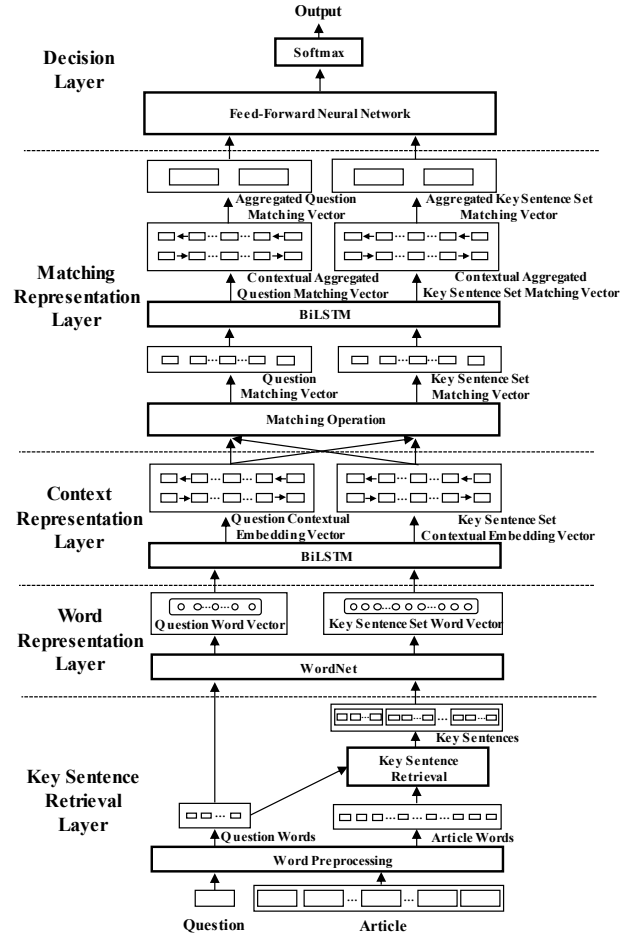 Output
Softmax
Decision
Layer
Feed-Forward Neural Network
Aggregated Question
Matching Vector
Aggregated Key Sentence Set
Matching Vector
Contextual Aggregated
Question Matching Vector
Contextual Aggregated
Key Sentence Set Matching Vector
Matching
Representation
Layer
BiLSTM
Question
Matching Vector
Key Sentence Set
Matching Vector
Matching Operation
Context
Representation
Layer
Question Contextual
Embedding Vector
Key Sentence Set
Contextual Embedding Vector
BiLSTM
Word
Representation
Layer
Question Word Vector
Key Sentence Set Word Vector
WordNet
Key Sentences
Key Sentence
Retrieval
Key Sentence
Retrieval
Layer
Question Words
Article Words
Word Preprocessing
Question
Article